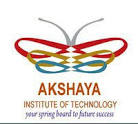 AKSHAYA
INSTITUTE OF TECHNOLOGY
your spring board to future success